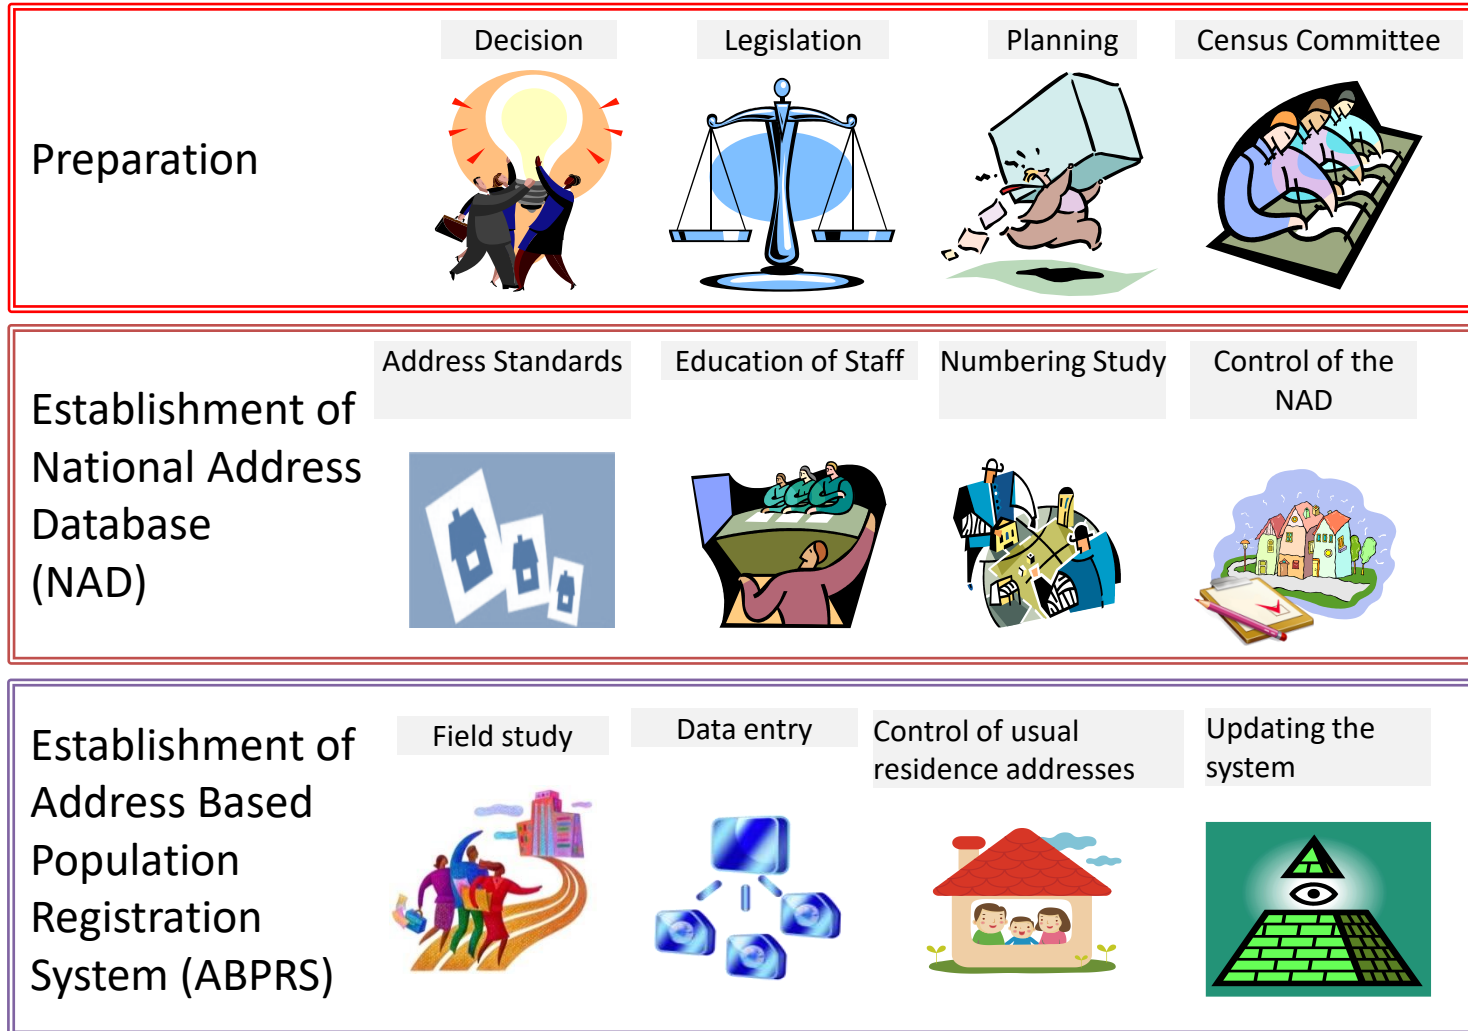 Preparation
Decision
Legislation
Planning
Census Committee
Establishment of
National Address
Database
(NAD)
Address Standards
Education of Staff
Numbering Study
Control of the
NAD
Establishment of
Address Based
Population
Registration
System (ABPRS)
Field study
Data entry
Control of usual
residence addresses
Updating the
system